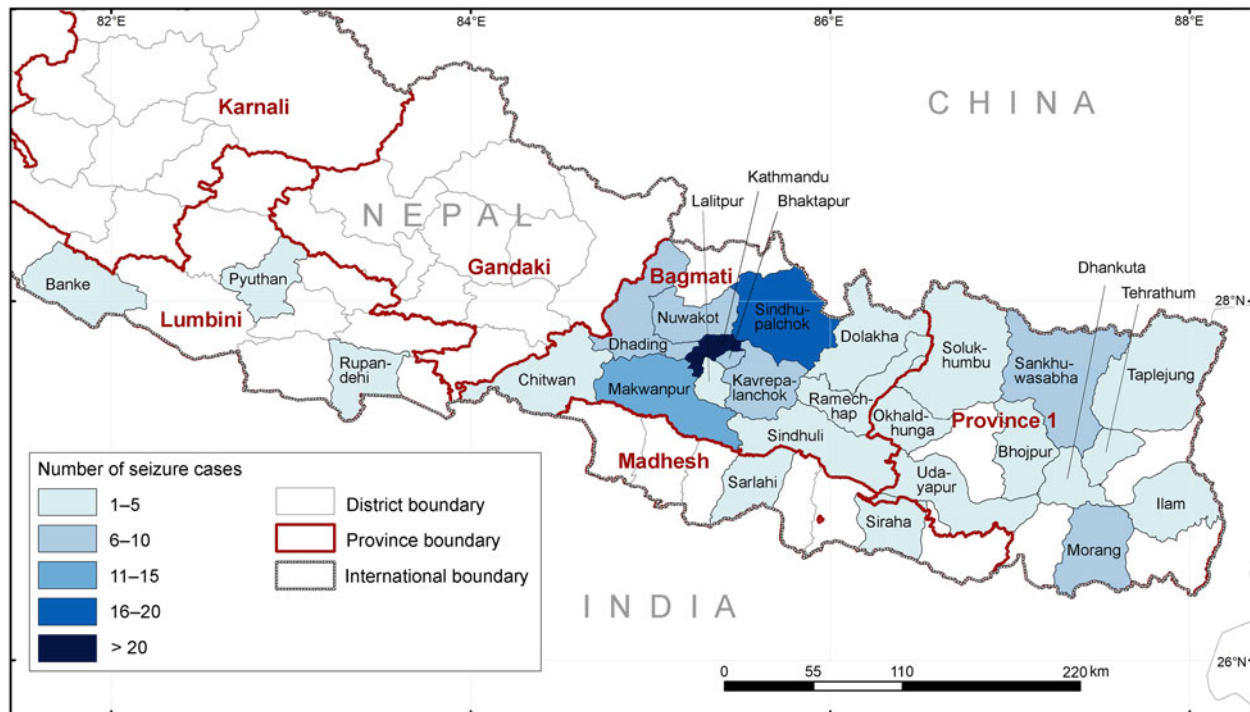 82°E
84°E
86°E
88°E
Karnali
CHINA
Kathmandu
Lalitpur
Bhaktapur
NEPAL
Gandaki
Bagmati
Dhankuta
Tehrathum
Banke
Pyuthan
Lumbini
Nuwakot
Sindhu-
palchok
28°N
Dhading
Dolakha
Soluk-
humbu
Sankhu-
wasabha
Taplejung
Rupan-
dehi
Chitwan
Makwanpur
Kavrepa-
lanchok
Ramech-
hap
Okhald-
hunga
Province 1
Sindhuli
Bhojpur
Madhesh
Sarlahi
Uda-
yapur
Ilam
Siraha
Morang
INDIA
Number of seizure cases
1–5
6–10
11–15
16–20
> 20
District boundary
Province boundary
International boundary
26°N
0 55 110 220 km